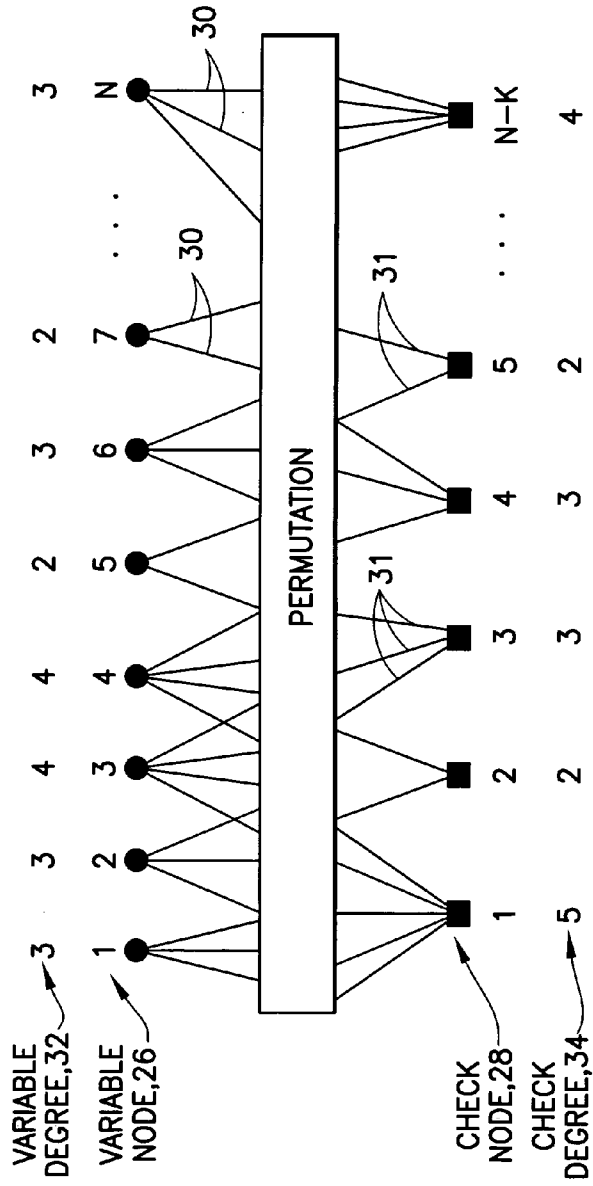 VARIABLE
DEGREE,32
3 3 4 4 2 3 2 3
VARIABLE
NODE,26
1 2 3 4 5 6 7 . . . N
30 30
PERMUTATION
31 31
CHECK
NODE,28
1 2 3 4 5 . . . N-K
CHECK
DEGREE,34
5 2 3 3 2 4